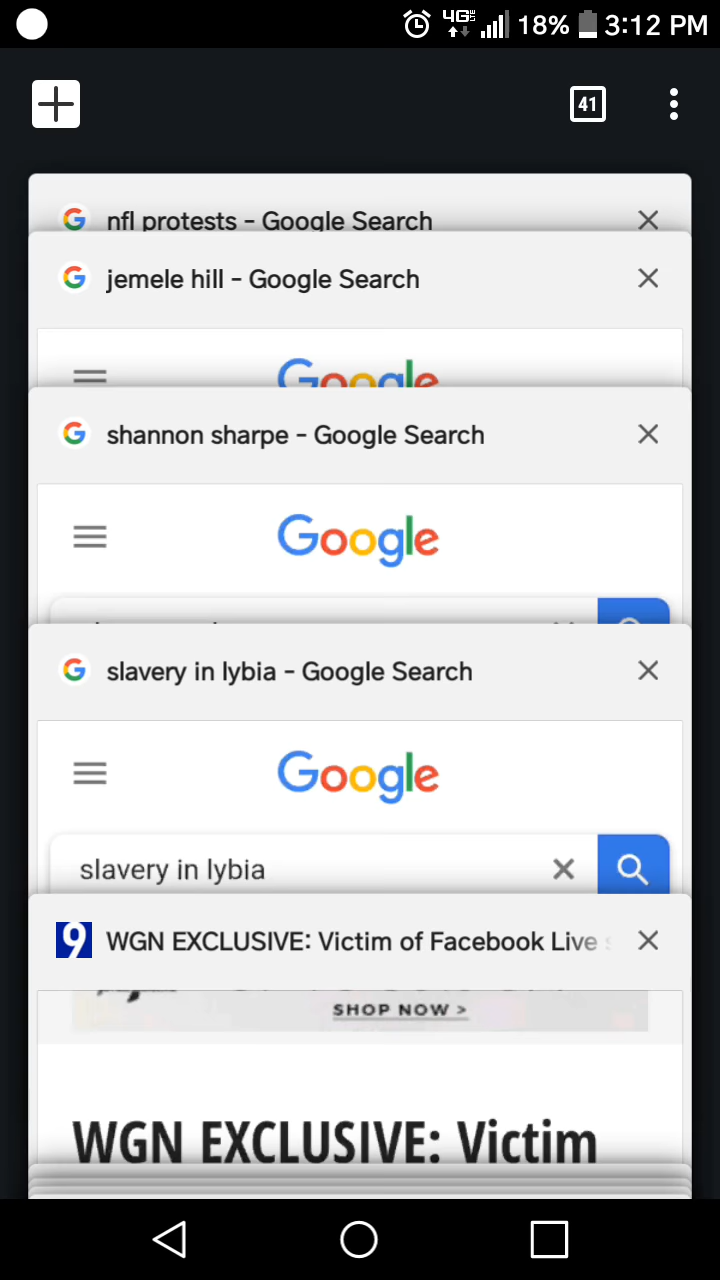 4G LTE 18% 3:12 PM
41
nfl protests - Google Search
jemele hill - Google Search
Google
shannon sharpe - Google Search
Google
slavery in lybia - Google Search
Google
slavery in lybia
9 WGN EXCLUSIVE: Victim of Facebook Live
SHOP NOW >
WGN EXCLUSIVE: Victim